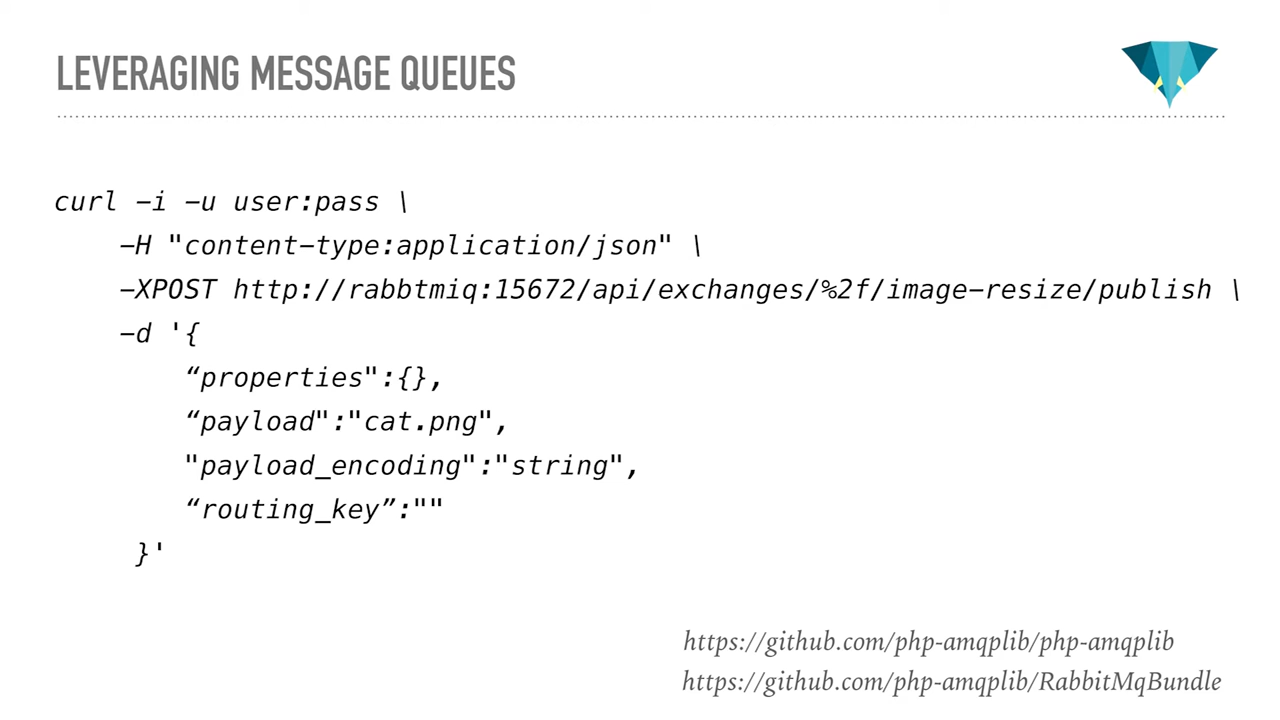 LEVERAGING MESSAGE QUEUES
curl -i -u user:pass \
-H "content-type:application/json" \
-XPOST http://rabbtmiq:15672/api/exchanges/%2f/image-resize/publish \
-d '{
“properties":{},
“payload":"cat.png",
"payload_encoding":"string",
“routing_key”:""
}'
https://github.com/php-amqplib/php-amqplib
https://github.com/php-amqplib/RabbitMqBundle